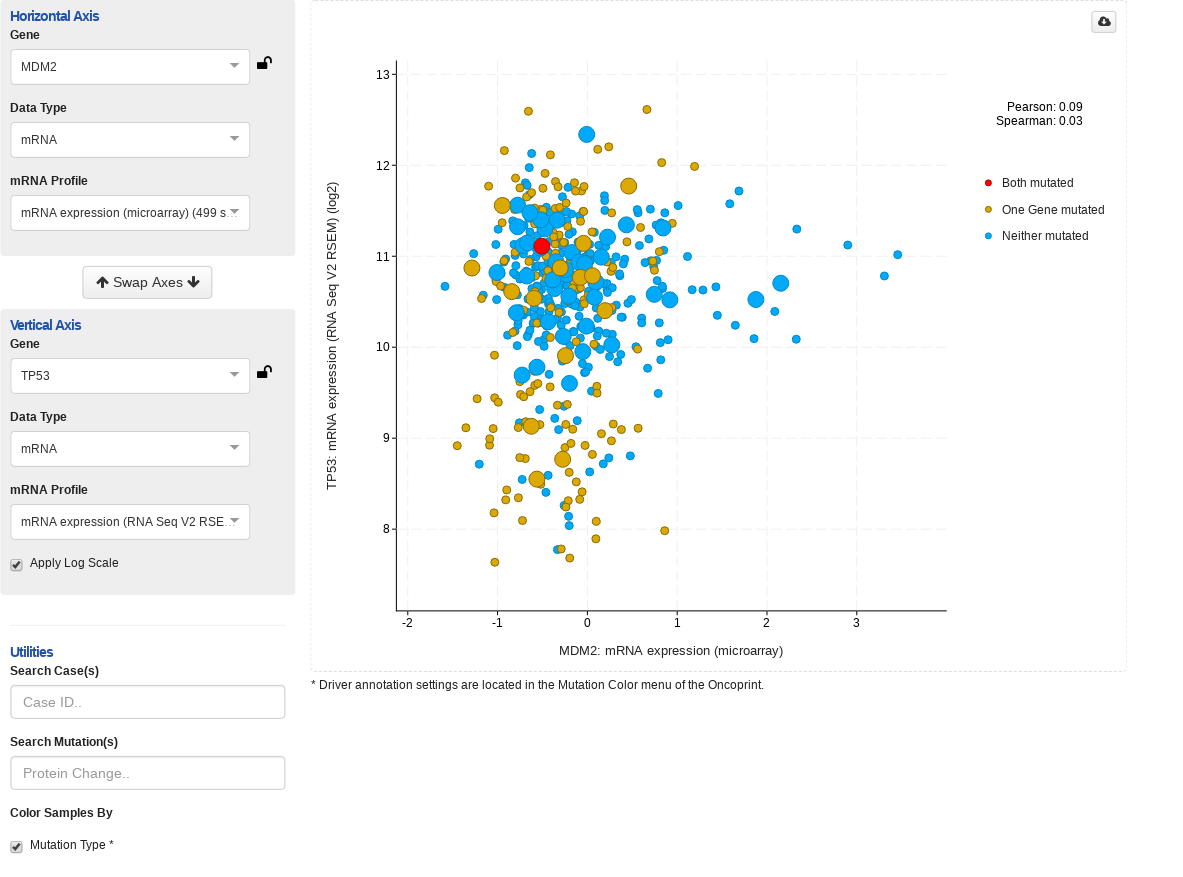 Horizontal Axis
Gene
MDM2
Data Type
mRNA
mRNA Profile
mRNA expression (microarray) (499 s...
Swap Axes
Vertical Axis
Gene
TP53
Data Type
mRNA
mRNA Profile
mRNA expression (RNA Seq V2 RSE...
Apply Log Scale
Utilities
Search Case(s)
Case ID..
Search Mutation(s)
Protein Change..
Color Samples By
Mutation Type *
TP53: mRNA expression (RNA Seq V2 RSEM) (log2)
13
12
11
10
9
8
-2 -1 0 1 2 3
MDM2: mRNA expression (microarray)
Pearson: 0.09
Spearman: 0.03
Both mutated
One Gene mutated
Neither mutated
* Driver annotation settings are located in the Mutation Color menu of the Oncoprint.